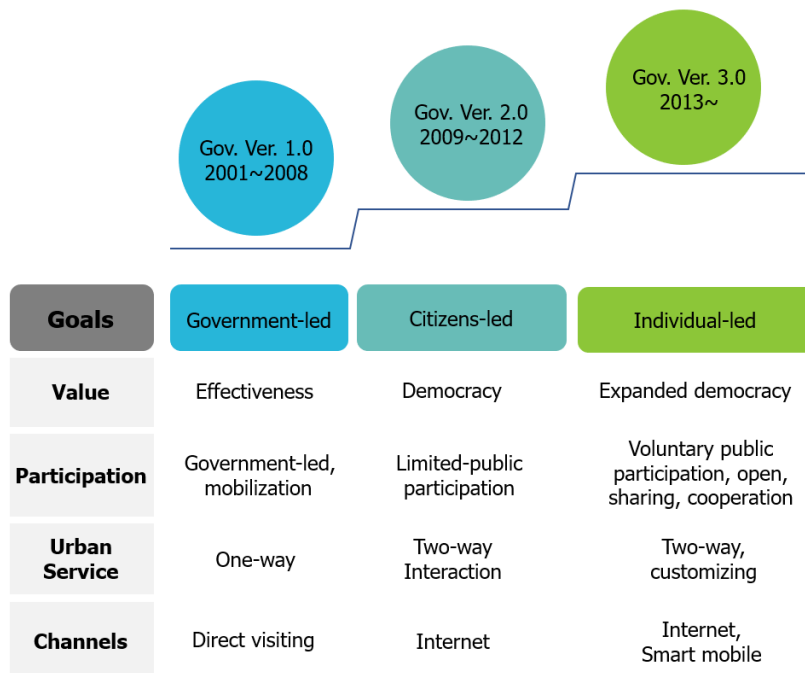 Gov. Ver. 1.0
2001~2008
Gov. Ver. 2.0
2009~2012
Gov. Ver. 3.0
2013~
Goals
Government-led
Citizens-led
Individual-led
Value
Effectiveness
Democracy
Expanded democracy
Participation
Government-led,
mobilization
Limited-public
participation
Voluntary public
participation, open,
sharing, cooperation
Urban
Service
One-way
Two-way
Interaction
Two-way,
customizing
Channels
Direct visiting
Internet
Internet,
Smart mobile